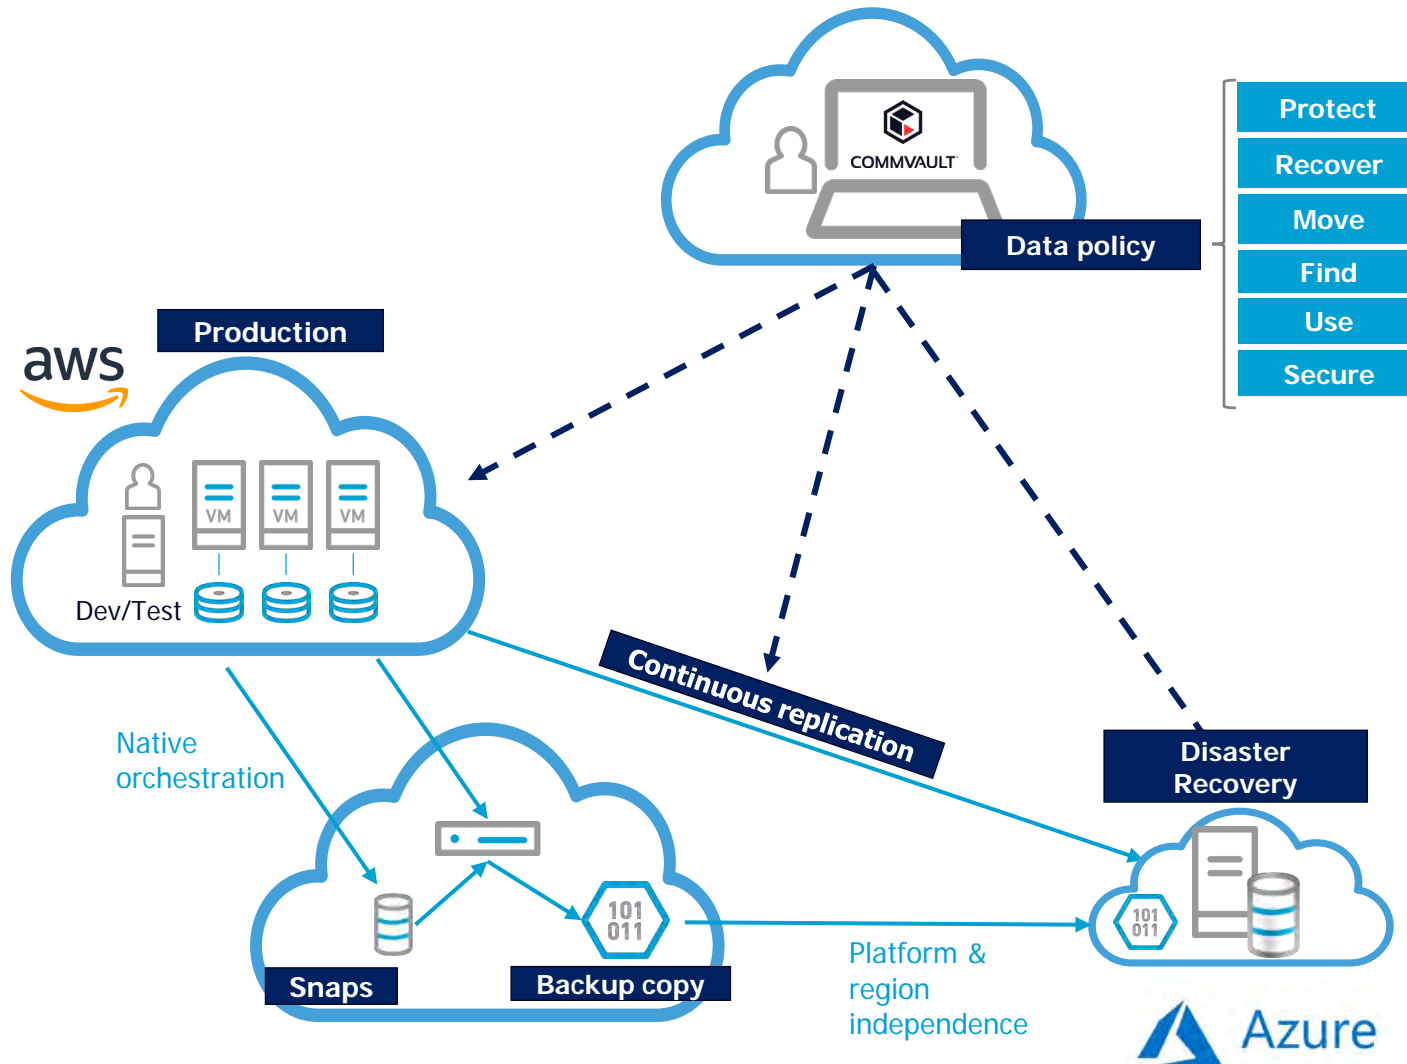 COMMVAULT
Data policy
Protect
Recover
Move
Find
Use
Secure
aws
Production
VM
VM
VM
Dev/Test
Native
orchestration
Continuous replication
Disaster
Recovery
101
011
101
011
Snaps
Backup copy
Platform &
region
independence
Azure